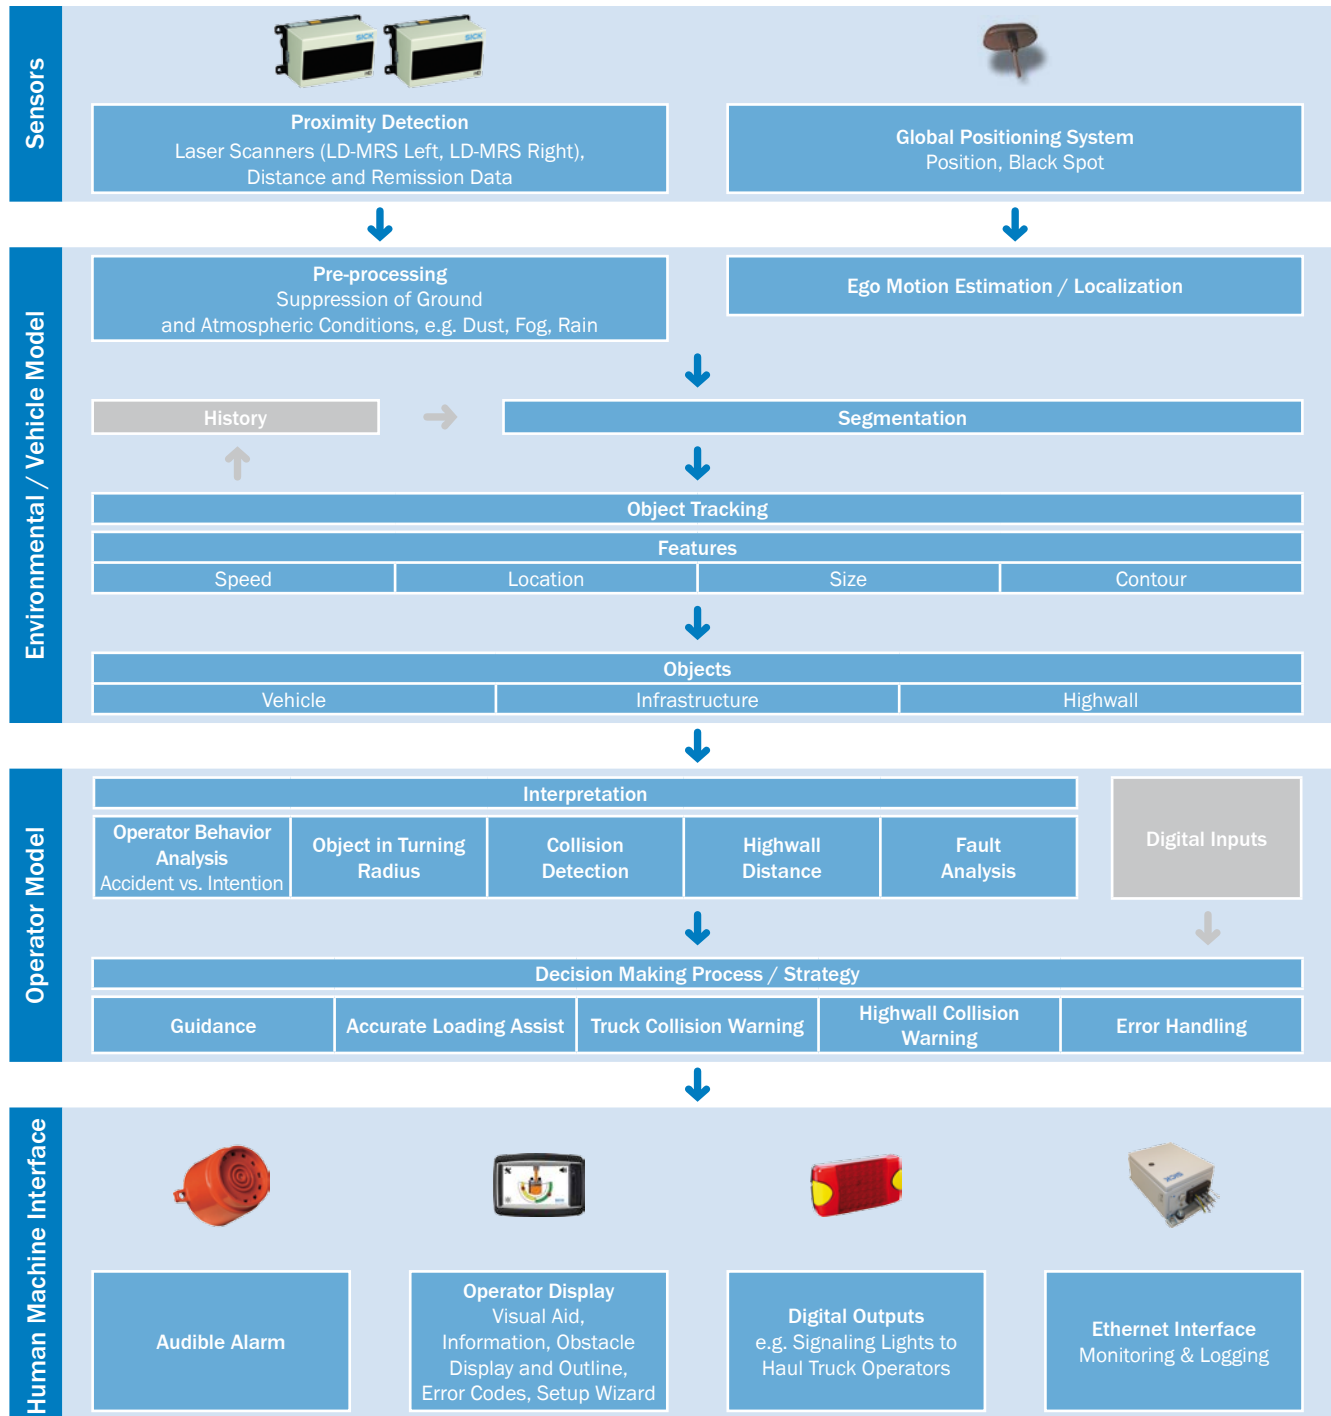 Sensors
SICK
SICK
Proximity Detection
Laser Scanners (LD-MRS Left, LD-MRS Right),
Distance and Remission Data
Global Positioning System
Position, Black Spot
Environmental / Vehicle Model
Pre-processing
Suppression of Ground
and Atmospheric Conditions, e.g. Dust, Fog, Rain
Ego Motion Estimation / Localization
History
Segmentation
Object Tracking
Features
Speed
Location
Size
Contour
Objects
Vehicle
Infrastructure
Highwall
Operator Model
Interpretation
Operator Behavior
Analysis
Accident vs. Intention
Object in Turning
Radius
Collision
Detection
Highwall
Distance
Fault
Analysis
Digital Inputs
Decision Making Process / Strategy
Guidance
Accurate Loading Assist
Truck Collision Warning
Highwall Collision
Warning
Error Handling
Human Machine Interface
SICK
Audible Alarm
Operator Display
Visual Aid,
Information, Obstacle
Display and Outline,
Error Codes, Setup Wizard
Digital Outputs
e.g. Signaling Lights to
Haul Truck Operators
Ethernet Interface
Monitoring & Logging